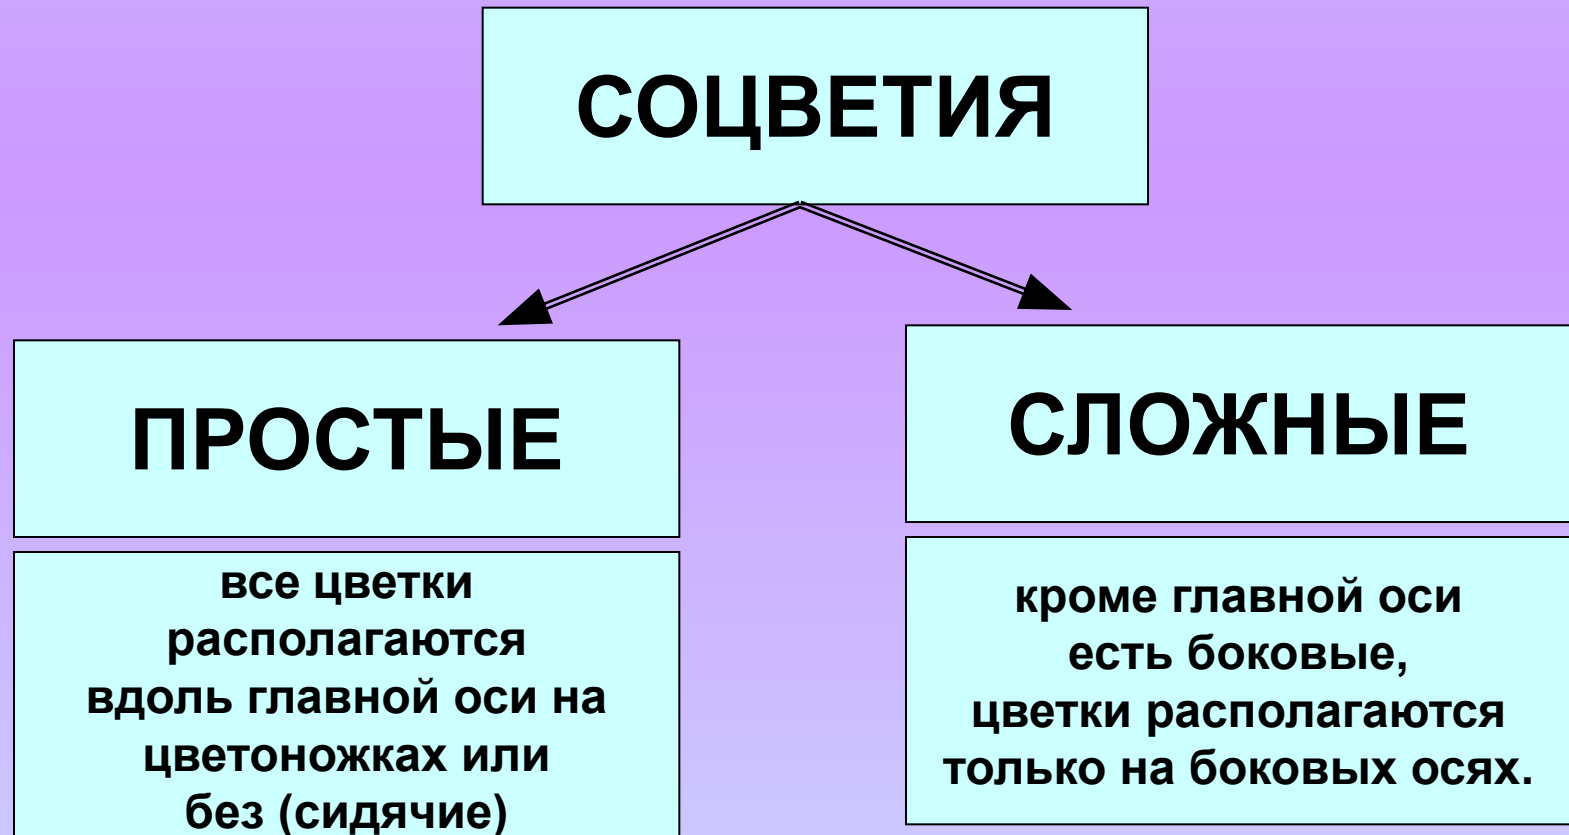 СОЦВЕТИЯ
ПРОСТЫЕ
все цветки
располагаются
вдоль главной оси на
цветоножках или
без (сидячие)
СЛОЖНЫЕ
кроме главной оси
есть боковые,
цветки располагаются
только на боковых осях.